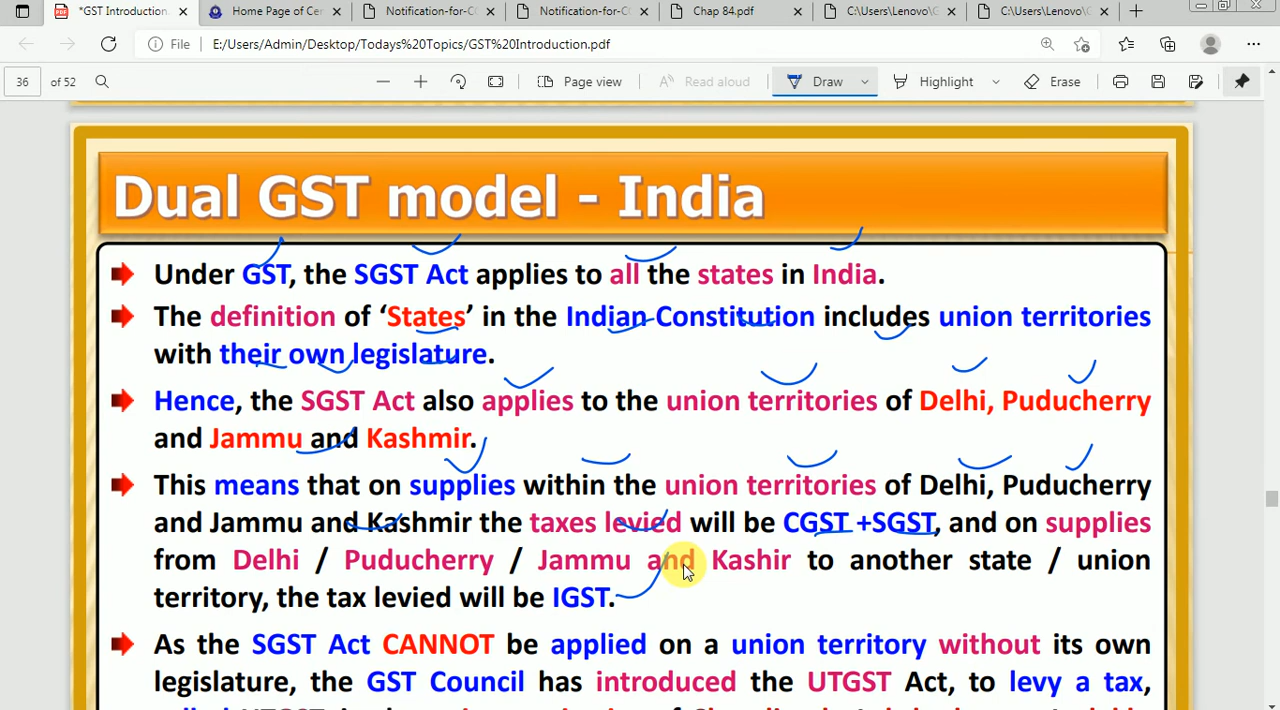 *GST Introduction.
Home Page of Ce
Notification-for-C
Notification-for-C
Chap 84.pdf
C:\Users\Lenovo\
C:\Users\Lenovo\
File E:/Users/Admin/Desktop/Todays%20Topics/GST%20Introduction.pdf
36 of 52 Page view Read aloud Draw Highlight Erase
Dual GST model - India
Under GST, the SGST Act applies to all the states in India.
The definition of ‘States’ in the Indian Constitution includes union territories
with their own legislature.
Hence, the SGST Act also applies to the union territories of Delhi, Puducherry
and Jammu and Kashmir.
This means that on supplies within the union territories of Delhi, Puducherry
and Jammu and Kashmir the taxes levied will be CGST +SGST, and on supplies
from Delhi / Puducherry / Jammu and Kashir to another state / union
territory, the tax levied will be IGST.
As the SGST Act CANNOT be applied on a union territory without its own
legislature, the GST Council has introduced the UTGST Act, to levy a tax,